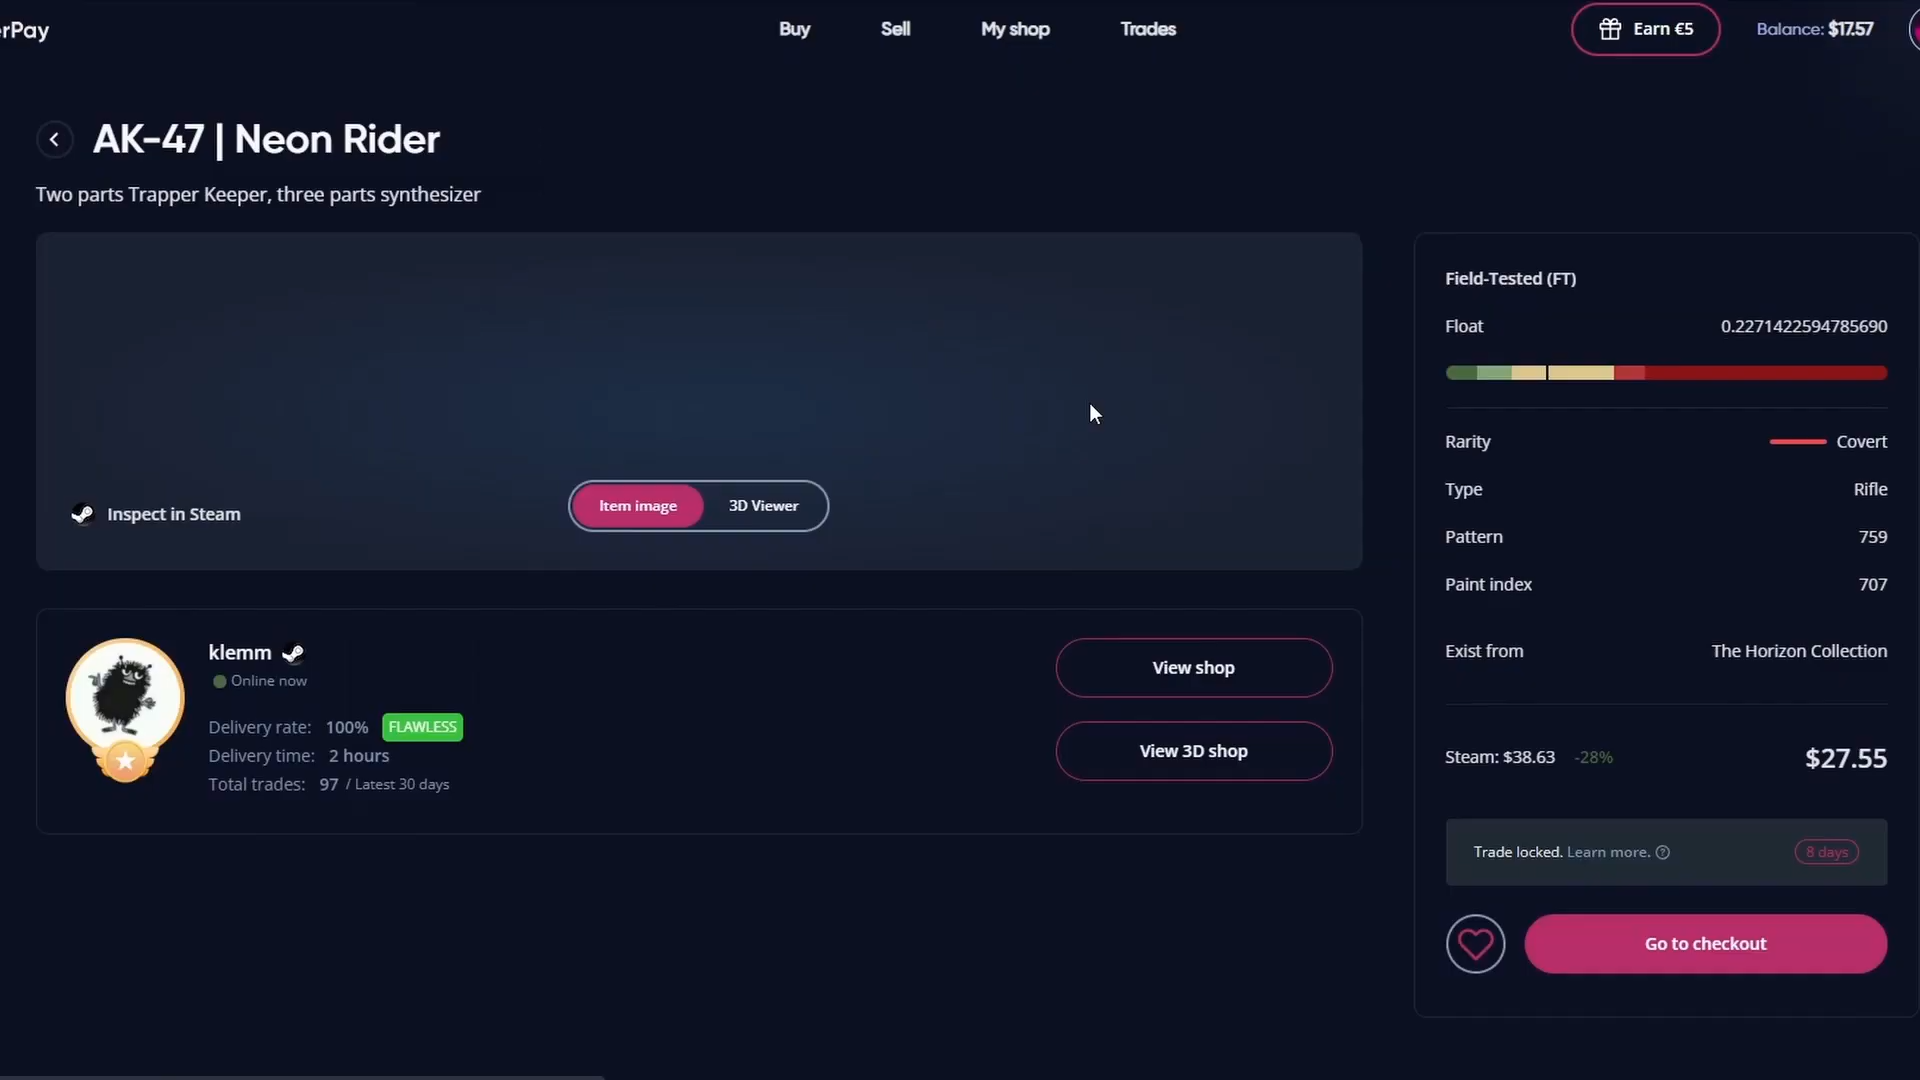 erPay
Buy
Sell
My shop
Trades
Earn €5
Balance: $17.57
AK-47 | Neon Rider
Two parts Trapper Keeper, three parts synthesizer
Inspect in Steam
Item image
3D Viewer
klemm
Online now
Delivery rate: 100% FLAWLESS
Delivery time: 2 hours
Total trades: 97 / Latest 30 days
View shop
View 3D shop
Field-Tested (FT)
Float 0.2271422594785690
Rarity Covert
Type Rifle
Pattern 759
Paint index 707
Exist from The Horizon Collection
Steam: $38.63 -28% $27.55
Trade locked. Learn more. 8 days
Go to checkout